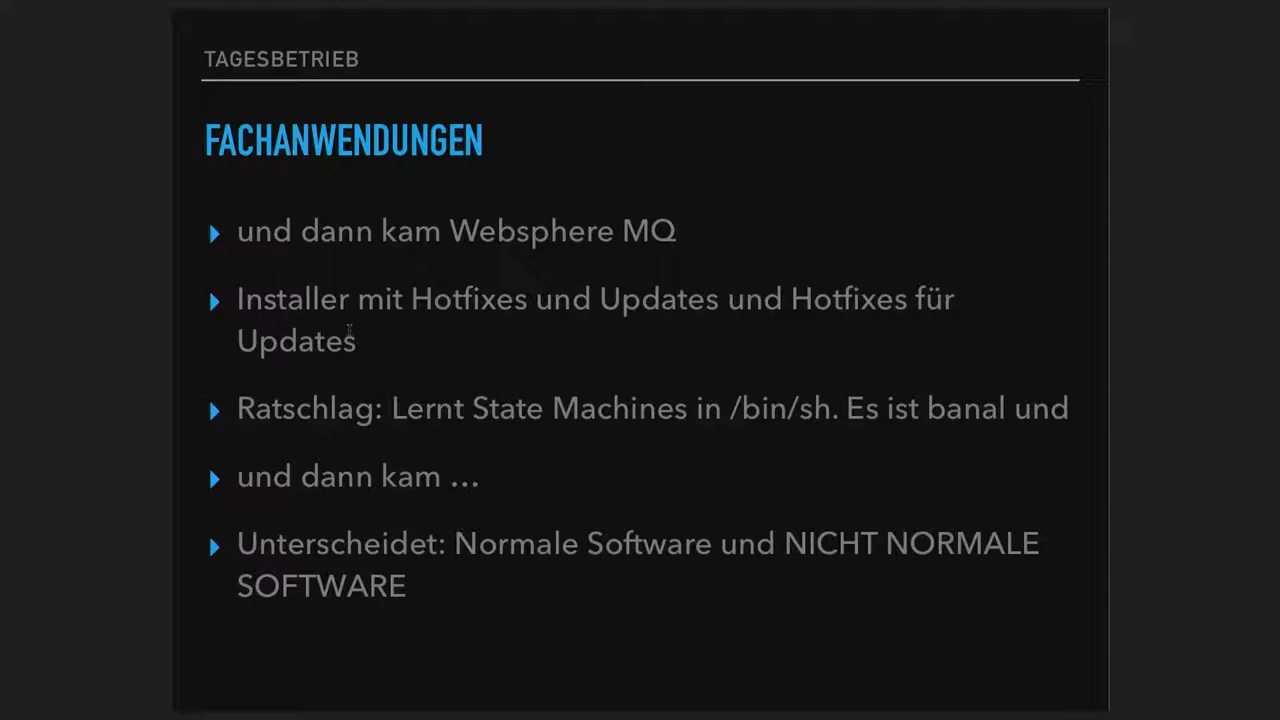 TAGESBETRIEB
FACHANWENDUNGEN
und dann kam Websphere MQ
Installer mit Hotfixes und Updates und Hotfixes für
Updates
Ratschlag: Lernt State Machines in /bin/sh. Es ist banal und
und dann kam …
Unterscheidet: Normale Software und NICHT NORMALE
SOFTWARE